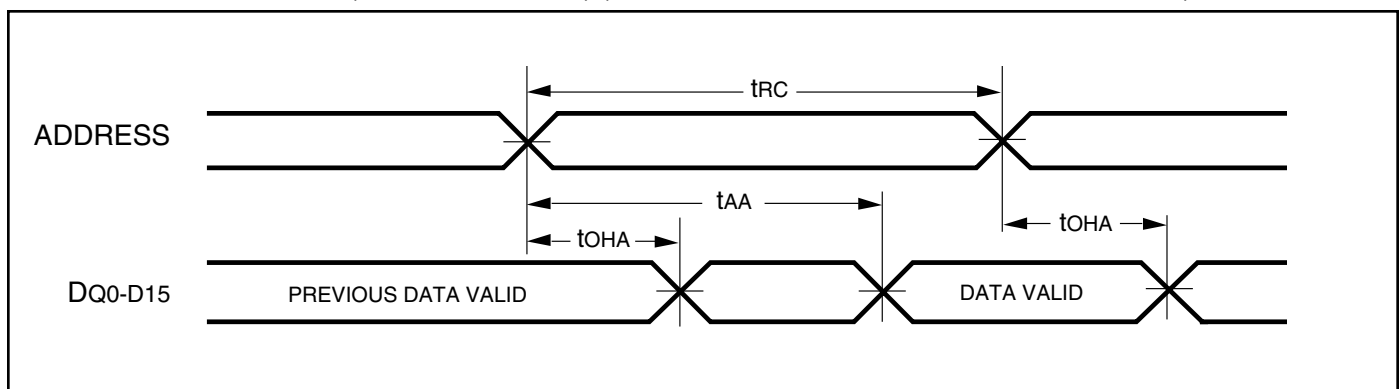 tRC
ADDRESS
tAA
tOHA
tOHA
DQ0-D15
PREVIOUS DATA VALID
DATA VALID